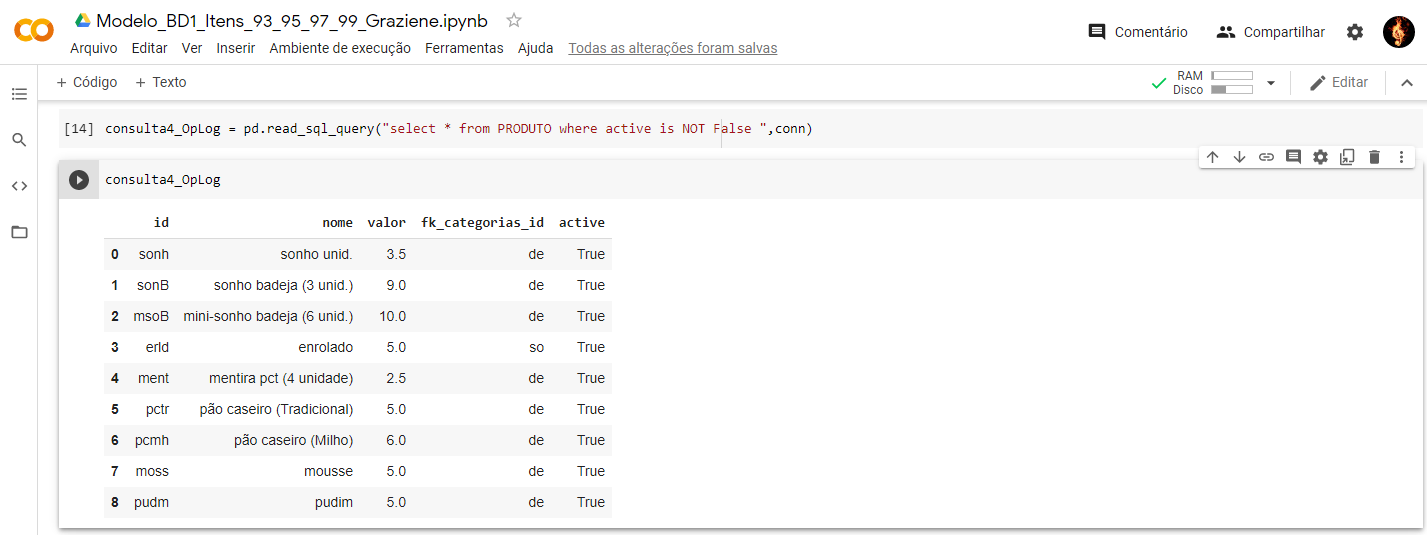 Modelo_BD1_Itens_93_95_97_99_Graziene.ipynb
Arquivo Editar Ver Inserir Ambiente de execução Ferramentas Ajuda Todas as alterações foram salvas
Comentário Compartilhar
+ Código + Texto
RAM
Disco
Editar
[14] consulta4_OpLog = pd.read_sql_query("select * from PRODUTO where active is NOT False ",conn)
consulta4_OpLog
id nome valor fk_categorias_id active
0 sonh sonho unid. 3.5 de True
1 sonB sonho badeja (3 unid.) 9.0 de True
2 msoB mini-sonho badeja (6 unid.) 10.0 de True
3 erld enrolado 5.0 so True
4 ment mentira pct (4 unidade) 2.5 de True
5 pctr pão caseiro (Tradicional) 5.0 de True
6 pcmh pão caseiro (Milho) 6.0 de True
7 moss mousse 5.0 de True
8 pudm pudim 5.0 de True